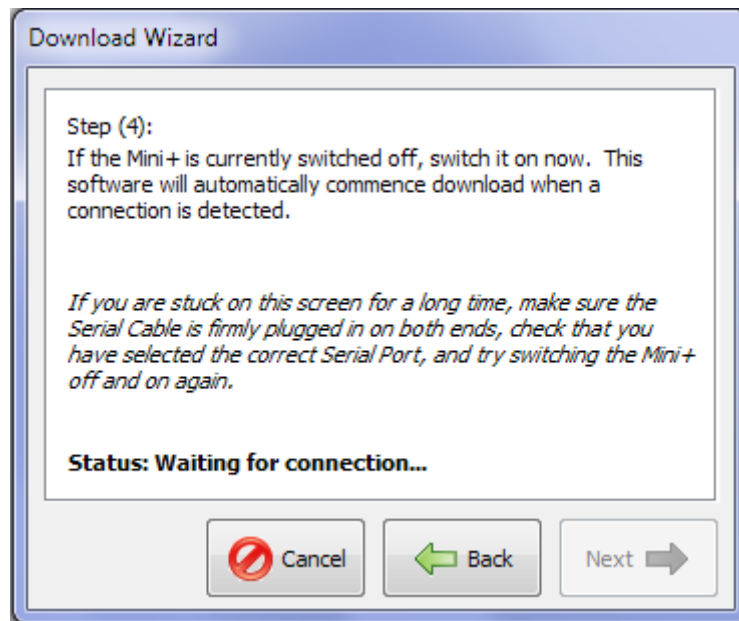 Download Wizard
Step (4):
If the Mini+ is currently switched off, switch it on now.  This
software will automatically commence download when a
connection is detected.
If you are stuck on this screen for a long time, make sure the
Serial Cable is firmly plugged in on both ends, check that you
have selected the correct Serial Port, and try switching the Mini+
off and on again.
Status: Waiting for connection...
Cancel Back Next